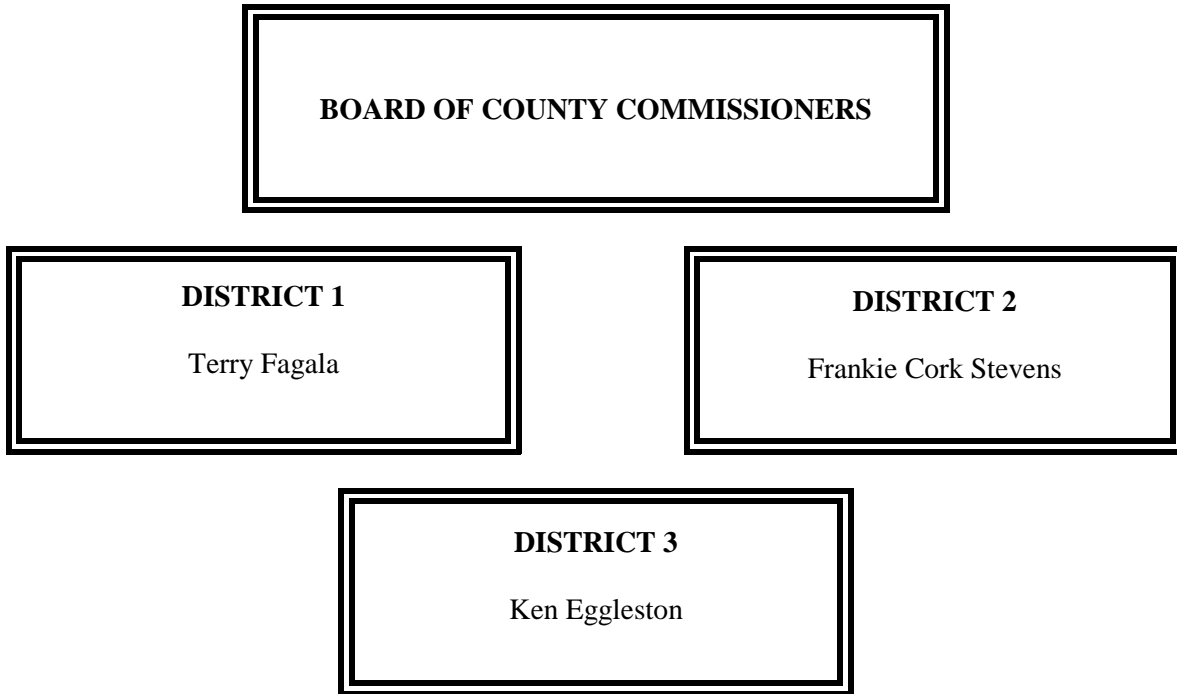 BOARD OF COUNTY COMMISSIONERS
DISTRICT 1
Terry Fagala
DISTRICT 2
Frankie Cork Stevens
DISTRICT 3
Ken Eggleston